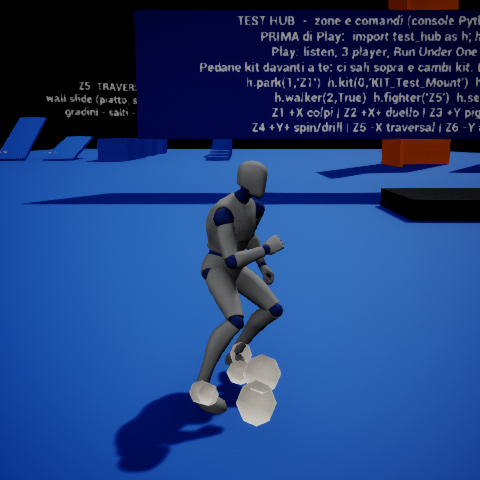 TEST HUB - zone e comandi (console Pyt
PRIMA di Play: import test_hub as h; h
Play: listen, 3 player, Run Under One
Pedane kit davanti a te: ci sali sopra e cambi kit.
h.park(1,'Z1') h.kit(0,'KIT_Test_Mount') h
h.walker(2,True) h.fighter('Z5') h.se
Z1 +X colpi | Z2 +X+ duello | Z3 +Y pig
Z4 +Y+ spin/drill | Z5 -X traversal | Z6 -Y
Z5 TRAVERS
wall slide (piatto, s
gradini - salti -